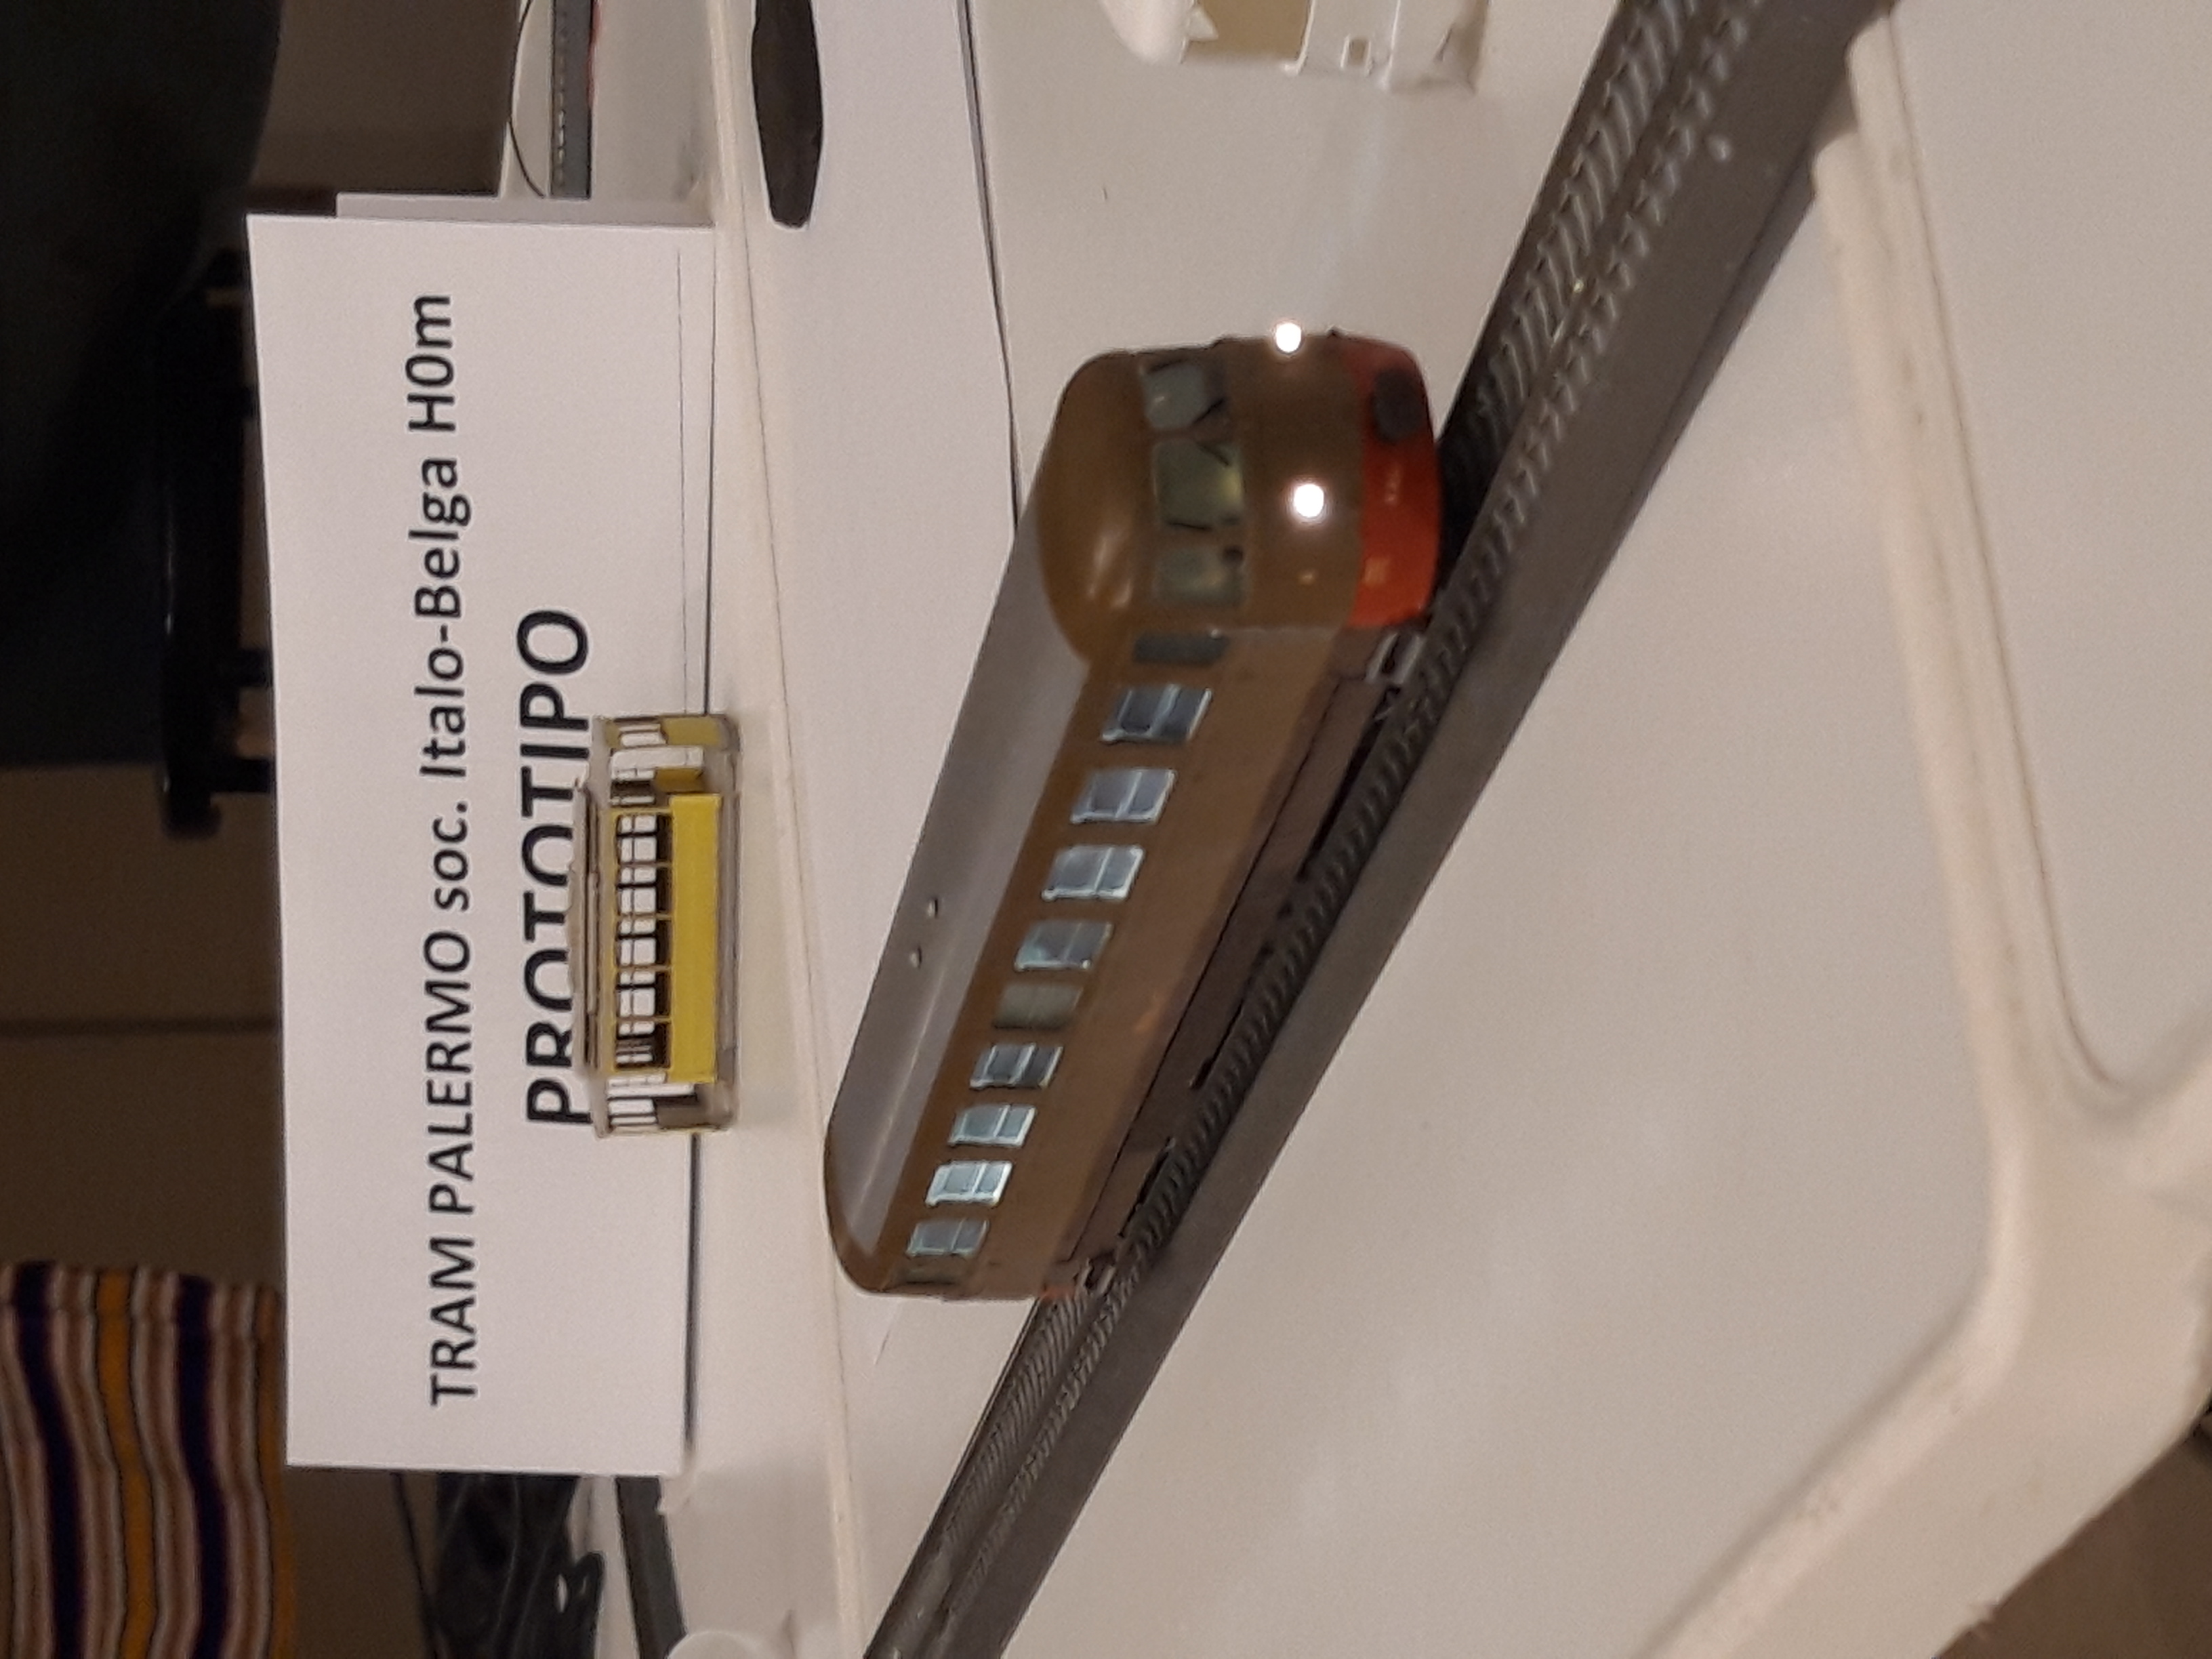 TRAM PALERMO soc. Italo-Belga H0m
PROTOTIPO